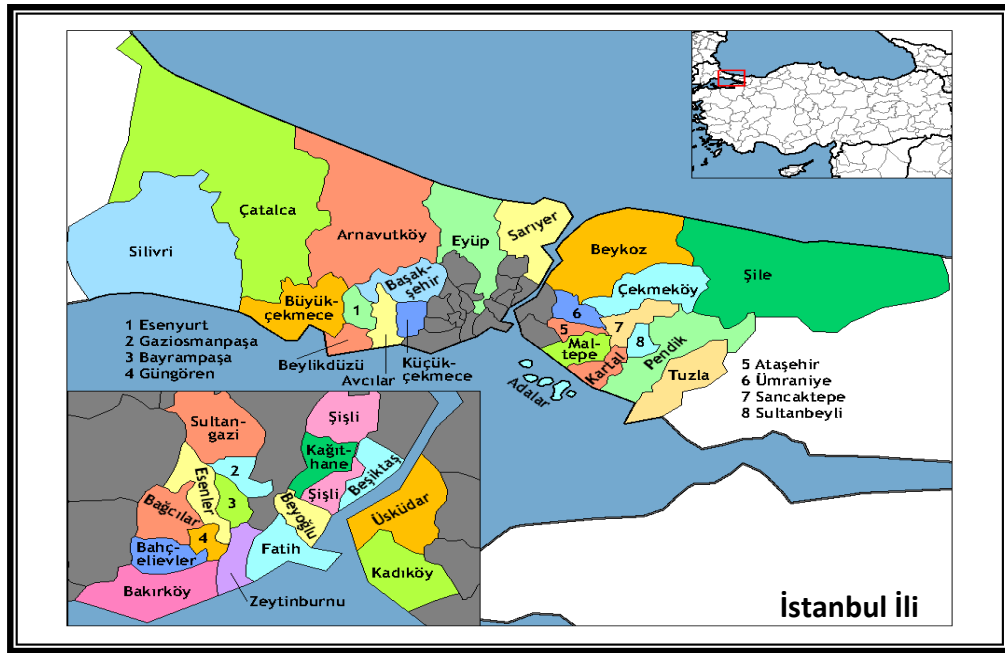 Silivri
Çatalca
Arnavutköy
Eyüp
Sarıyer
Başak-
şehir
Büyük-
çekmece
1
Beylikdüzü
Avcılar
Küçük-
çekmece
1 Esenyurt
2 Gaziosmanpaşa
3 Bayrampaşa
4 Güngören
Beykoz
Şile
Çekmeköy
6
5
7
8
Mal-
tepe
Kartal
Pendik
Tuzla
Adalar
5 Ataşehir
6 Ümraniye
7 Sancaktepe
8 Sultanbeyli
Sultan-
gazi
Şişli
Kağıt-
hane
Beşiktaş
2
Esenler
3
Şişli
Bağcılar
Beyoğlu
Üsküdar
4
Bahç-
elievler
Fatih
Kadıköy
Bakırköy
Zeytinburnu
İstanbul İli